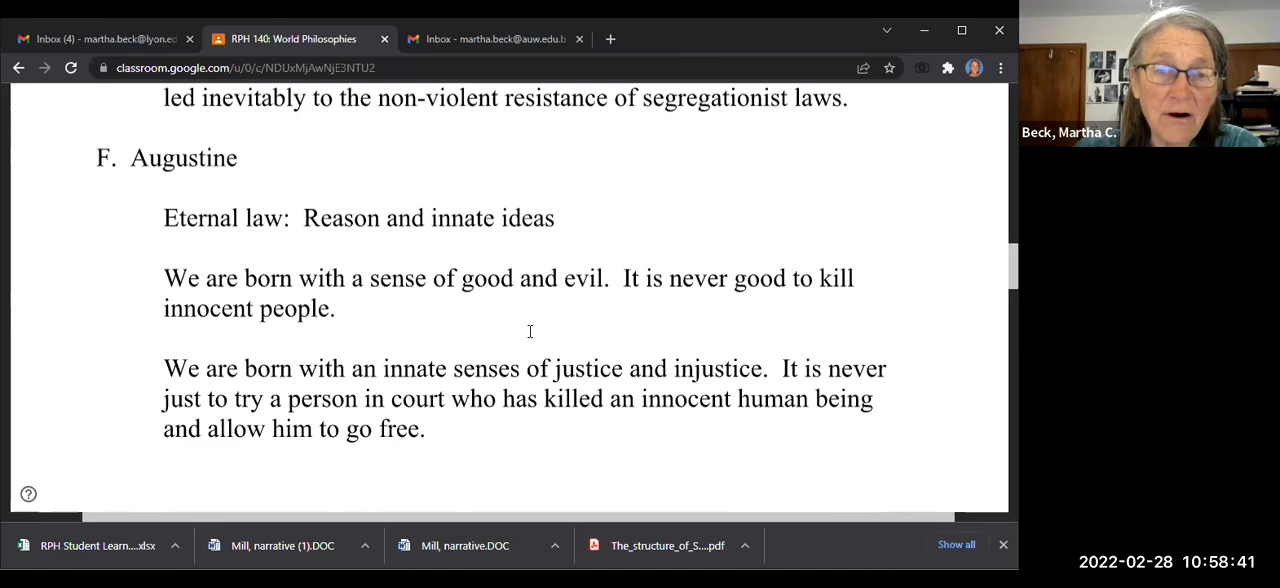 Inbox (4) - martha.beck@lyon.ed
RPH 140: World Philosophies
Inbox - martha.beck@auw.edu.b
classroom.google.com/u/0/c/NDUxMjAwNjE3NTU2
Beck, Martha C.
led inevitably to the non-violent resistance of segregationist laws.
F. Augustine
Eternal law: Reason and innate ideas
We are born with a sense of good and evil. It is never good to kill
innocent people.
We are born with an innate senses of justice and injustice. It is never
just to try a person in court who has killed an innocent human being
and allow him to go free.
RPH Student Learn....xlsx
Mill, narrative (1).DOC
Mill, narrative.DOC
The_structure_of_S....pdf
Show all
2022-02-28 10:58:41